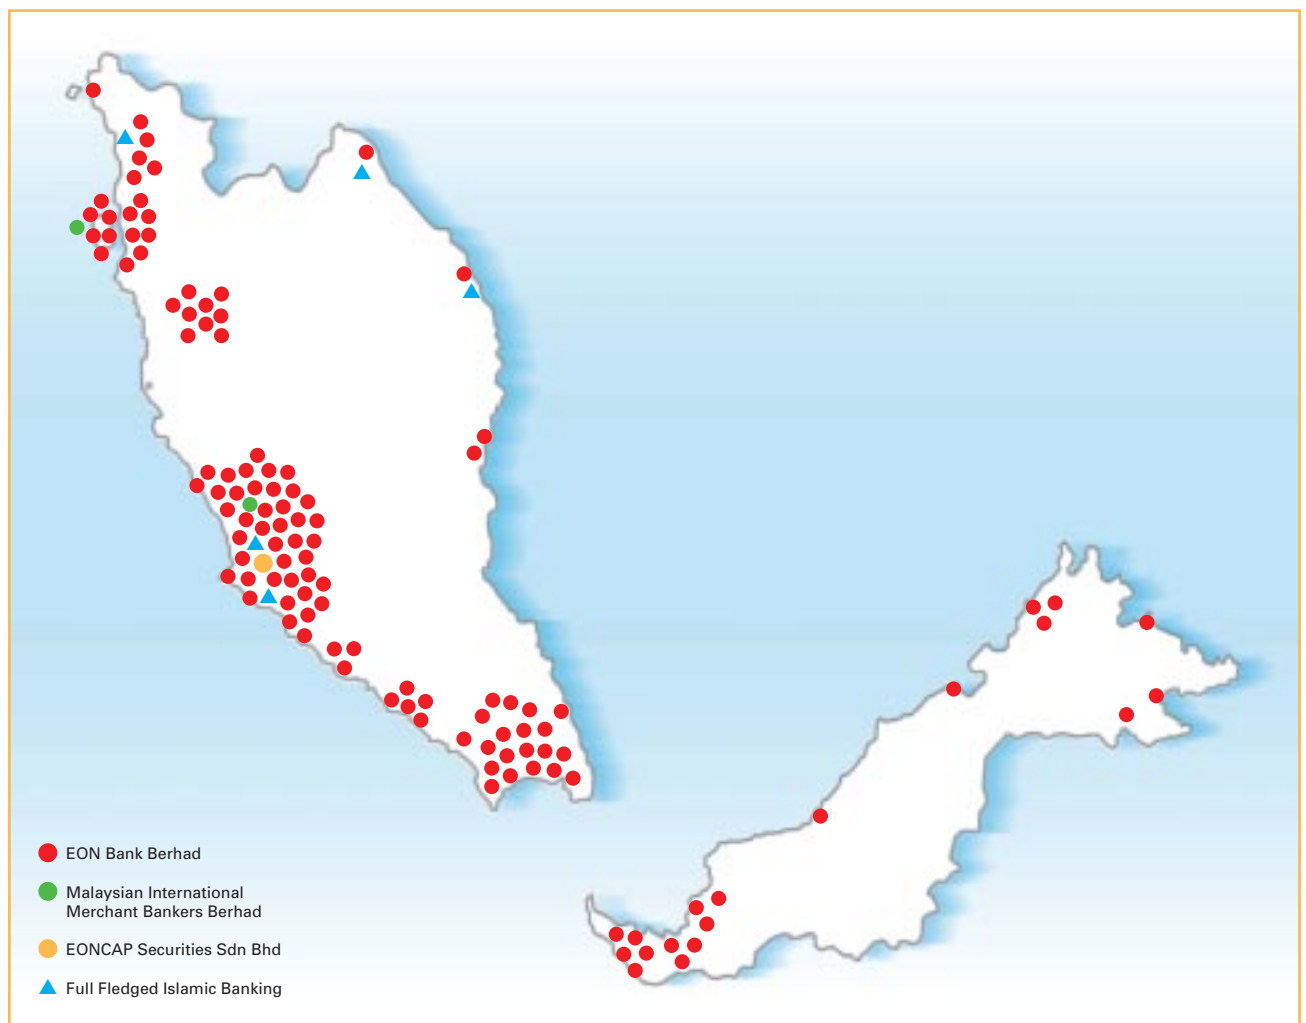 EON Bank Berhad
Malaysian International
Merchant Bankers Berhad
EONCAP Securities Sdn Bhd
Full Fledged Islamic Banking